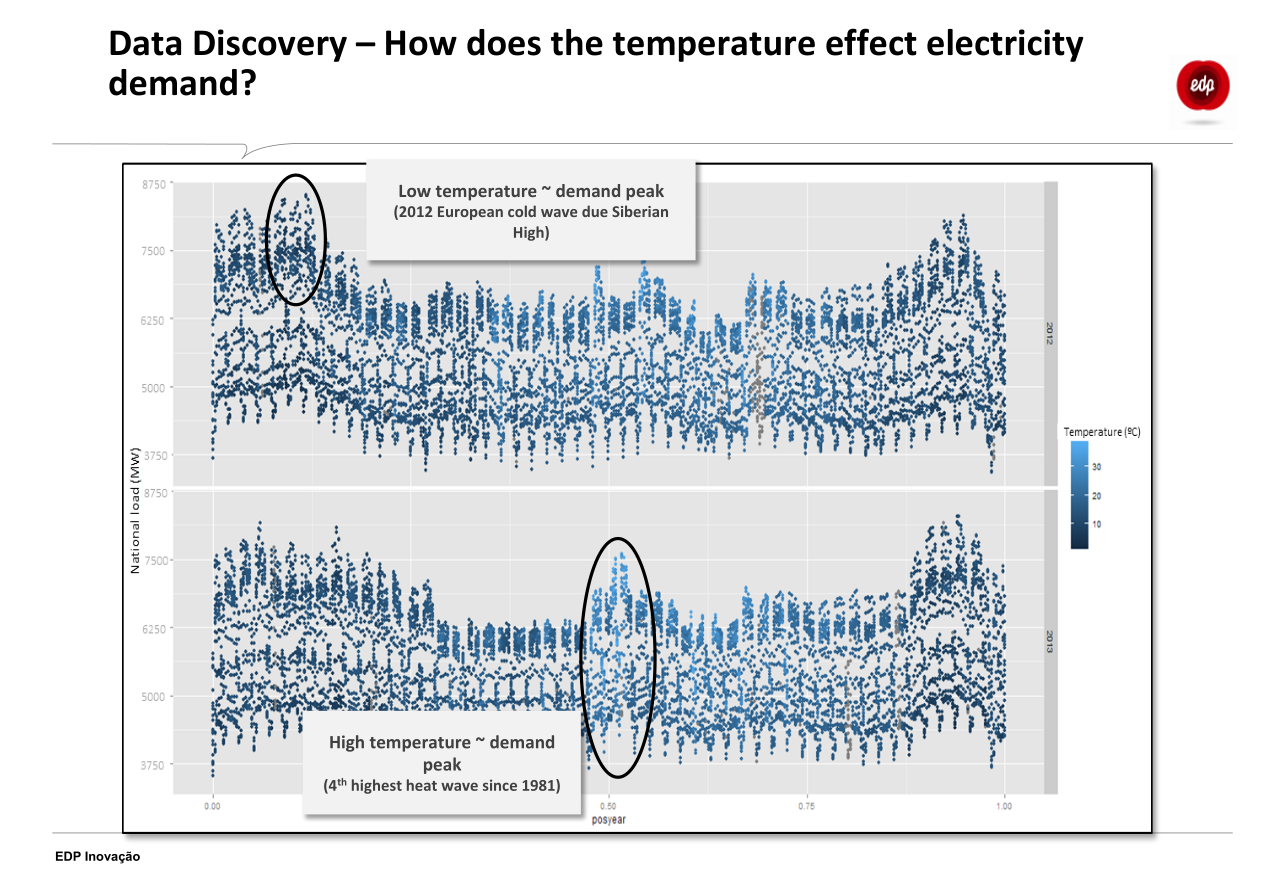 Data Discovery – How does the temperature effect electricity
demand?
edp
Low temperature ~ demand peak
(2012 European cold wave due Siberian
High)
8750
7500
6250
5000
3750
2012
National load (MW)
8750
7500
6250
5000
3750
2013
Temperature (ºC)
30
20
10
High temperature ~ demand
peak
(4th highest heat wave since 1981)
0.00
0.50
0.75
1.00
posyear
EDP Inovação